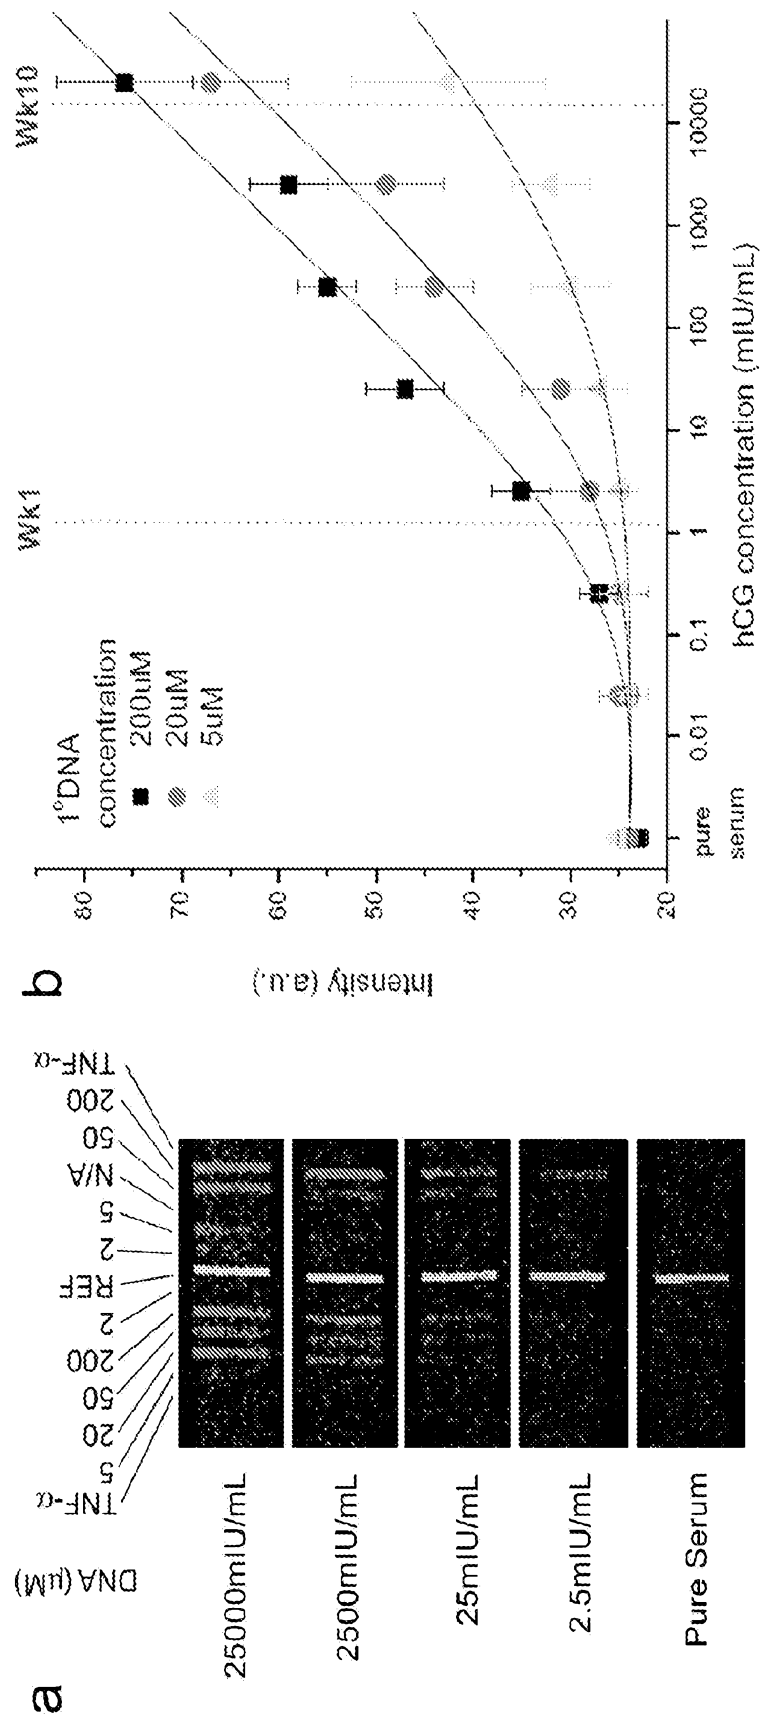 a
DNA (μM)
TNF-α
5
20
50
200
2
REF
2
5
N/A
50
200
TNF-α
25000mIU/mL
2500mIU/mL
25mIU/mL
2.5mIU/mL
Pure Serum
b
Intensity (a.u.)
80
70
60
50
40
30
20
1°DNA
concentration
200uM
20uM
5uM
Wk1
Wk10
pure
serum
0.01
0.1
1
10
100
1000
10000
hCG concentration (mIU/mL)